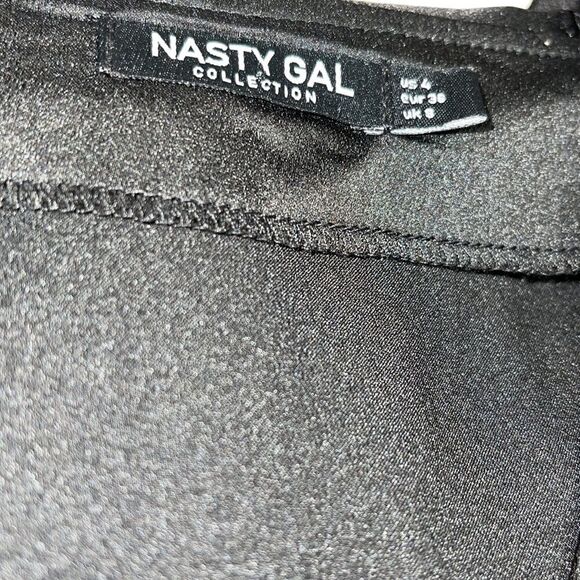 NASTY GAL
COLLECTION
US 4
EUR 36
UK 8